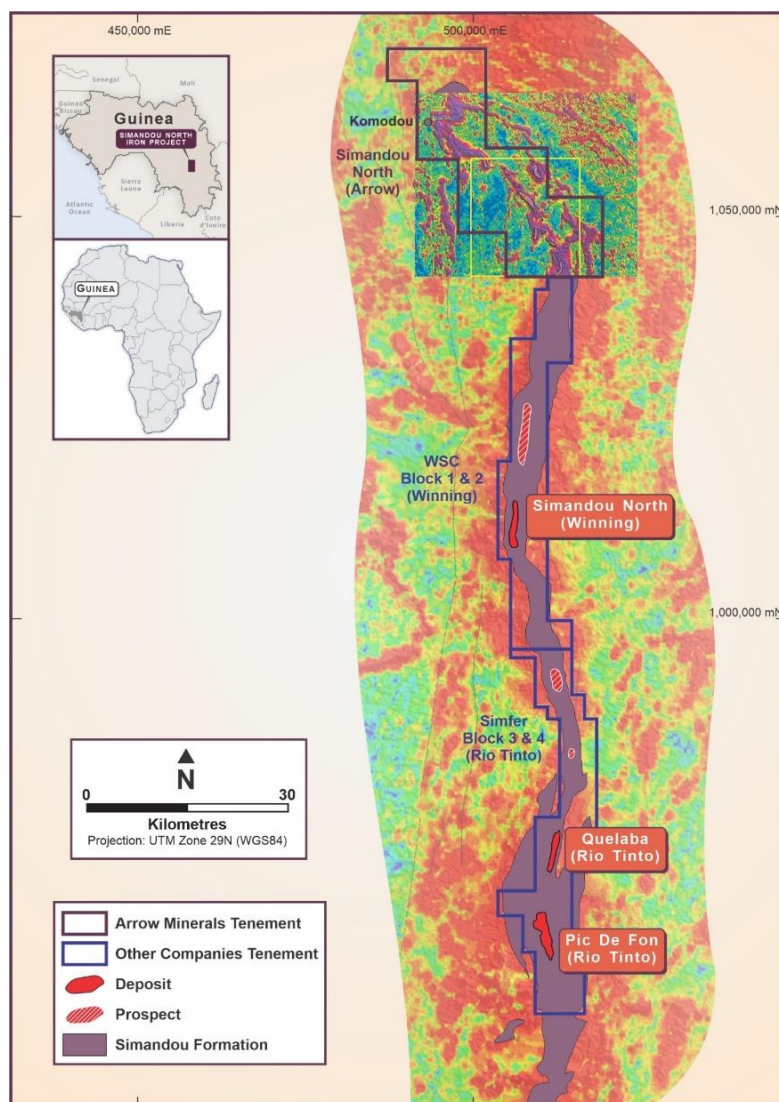 450,000 mE
500,000 mE
Senegal
Mali
Guinea
Bissau
Guinea
SIMANDOU NORTH
IRON PROJECT
Sierra
Leone
Atlantic
Ocean
Liberia
Cote
d'Ivoire
GUINEA
Komodou
Simandou
North
(Arrow)
1,050,000 mN
WSC
Block 1 & 2
(Winning)
Simandou North
(Winning)
1,000,000 mN
Simfer
Block 3 & 4
(Rio Tinto)
N
0
30
Kilometres
Projection: UTM Zone 29N (WGS84)
Quelaba
(Rio Tinto)
Pic De Fon
(Rio Tinto)
Arrow Minerals Tenement
Other Companies Tenement
Deposit
Prospect
Simandou Formation